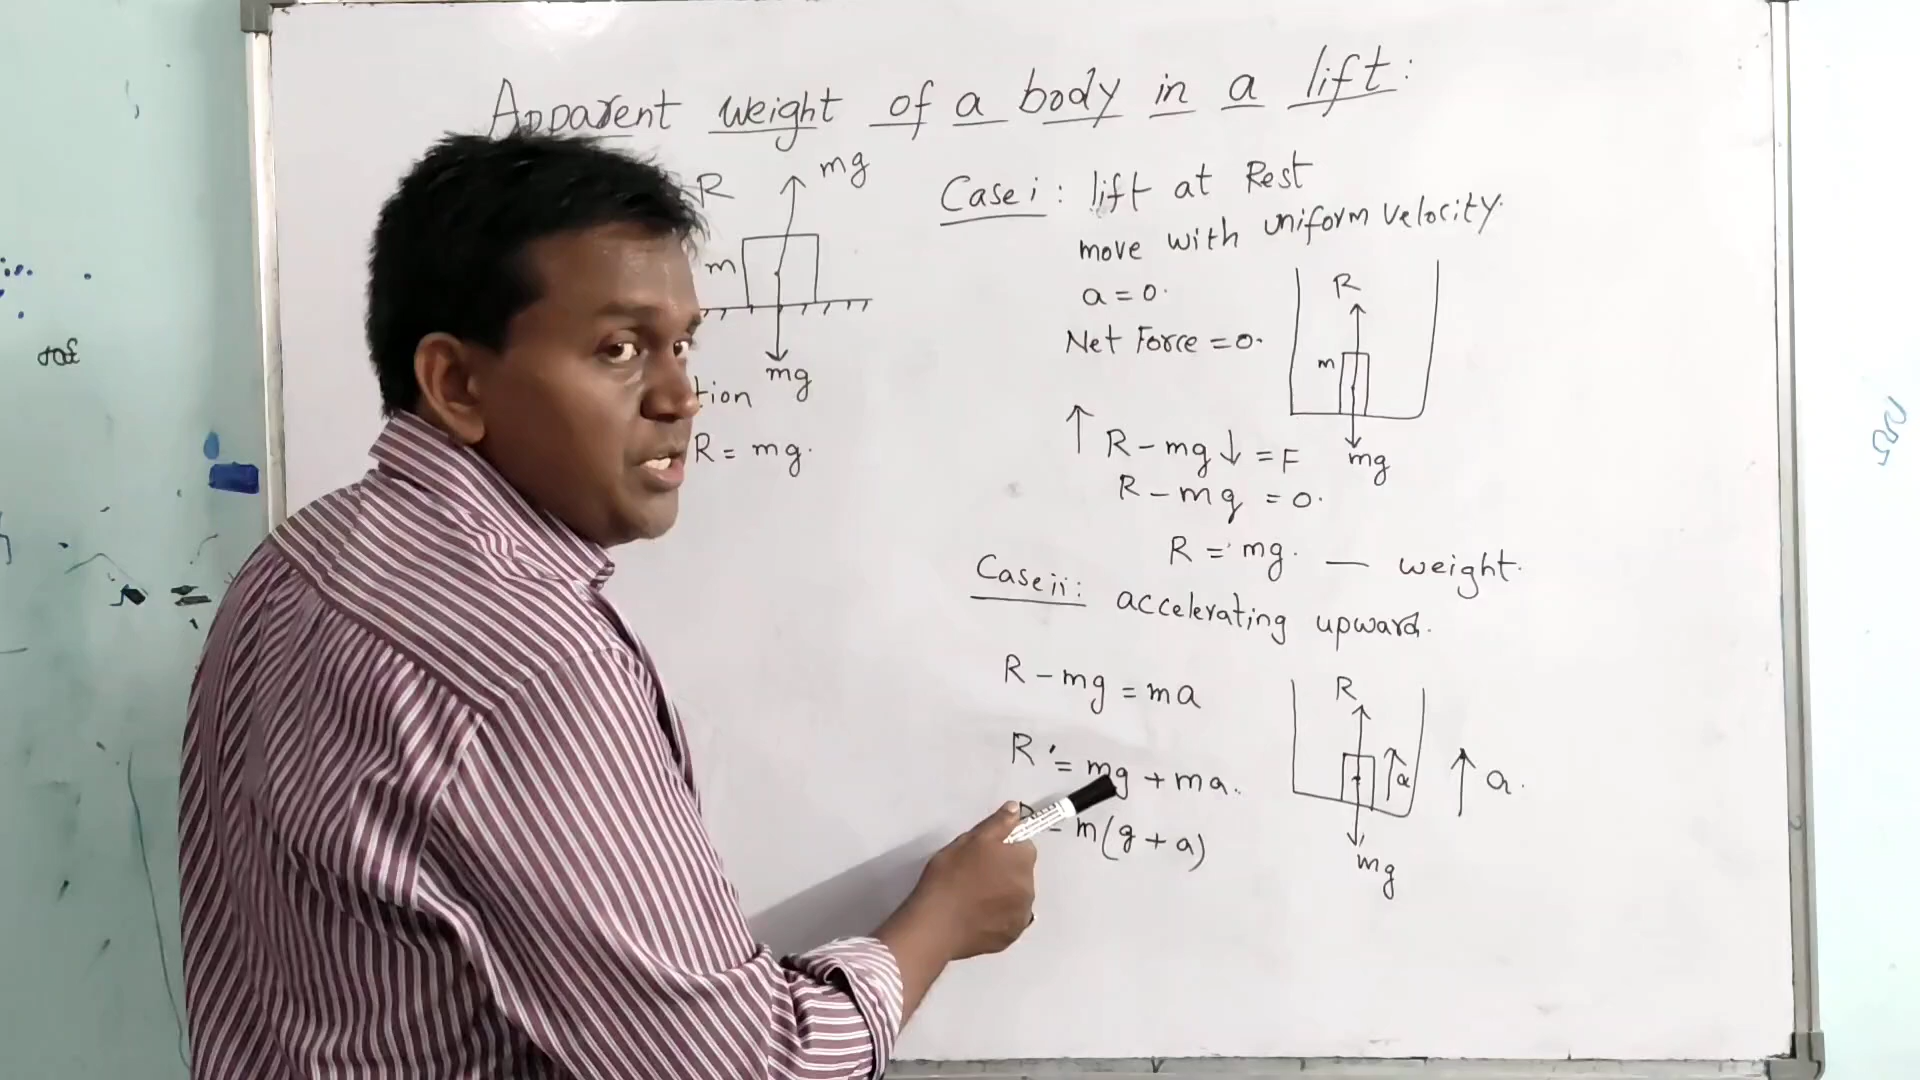 Apparent weight of a body in a lift:
R
mg
m
mg
tion
R = mg.
Case i: lift at Rest
move with uniform velocity.
a = 0.
Net Force = 0.
R
m
mg
↑ R - mg ↓ = F
R - mg = 0.
R = mg. — weight.
Case ii: accelerating upward.
R - mg = ma
R' = mg + ma.
= m(g + a)
R
a
a.
mg